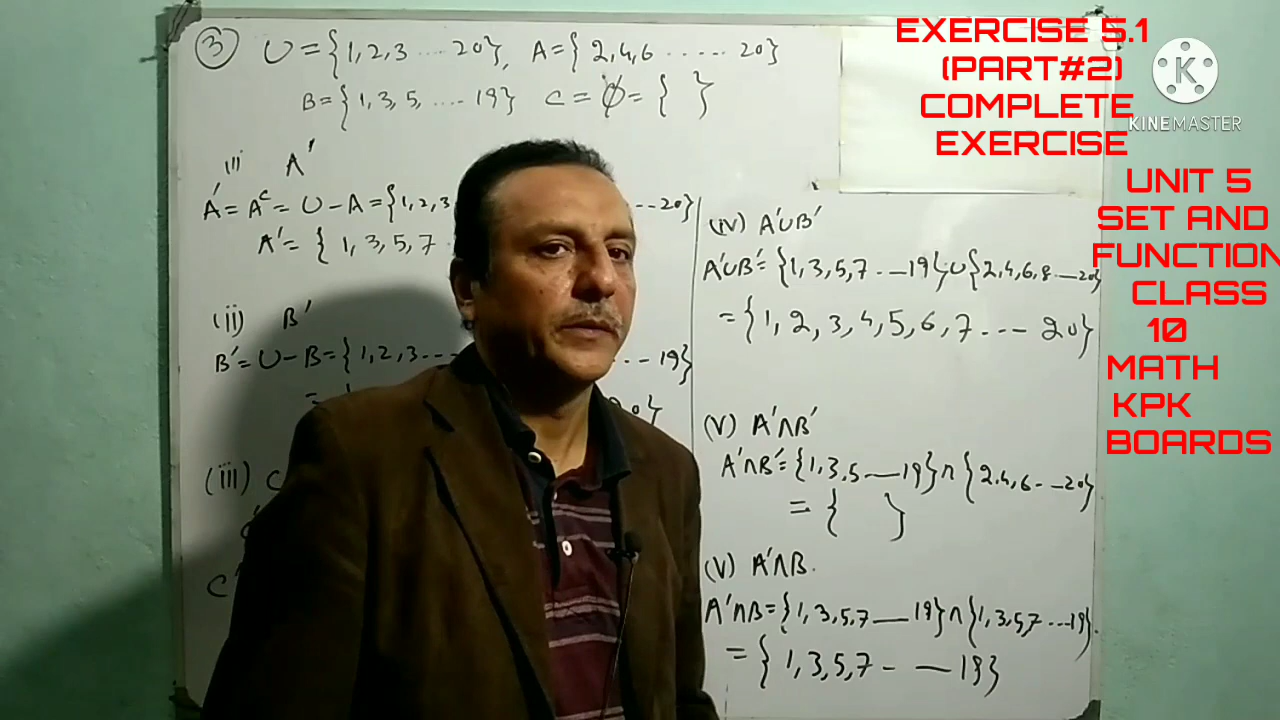 ③ U = {1, 2, 3 .... 20}, A = {2, 4, 6 ...... 20}
B = {1, 3, 5, .... 19} C = ∅ = { }
A'
A' = Aᶜ = U - A = {1, 2, 3 -- 20}
A' = { 1, 3, 5, 7
(ii) B'
B' = U - B = {1, 2, 3 --- --- 19}
=
(iii) C
C'
(iv) A'∪B'
A'∪B' = {1, 3, 5, 7 -- — 19} ∪ {2, 4, 6, 8 -- — 20}
= {1, 2, 3, 4, 5, 6, 7 --- - 20}
(V) A'∩B'
A'∩B' = {1, 3, 5 —— 19} ∩ {2, 4, 6 -- — 20}
= { }
(V) A'∩B.
A'∩B = {1, 3, 5, 7 —— 19} ∩ {1, 3, 5, 7 --- 19}.
= {1, 3, 5, 7 - — 19}
EXERCISE 5.1
(PART#2)
COMPLETE
EXERCISE
K
KINEMASTER
UNIT 5
SET AND
FUNCTION
CLASS
10
MATH
KPK
BOARDS